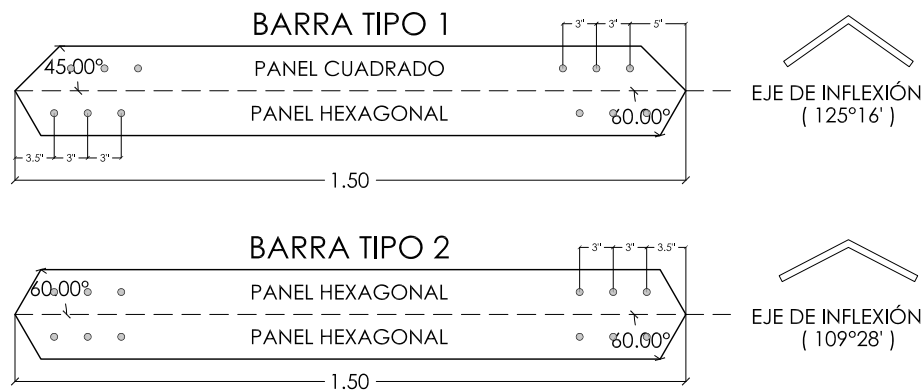 BARRA TIPO 1
3" 3" 5"
45.00°
PANEL CUADRADO
PANEL HEXAGONAL
60.00°
3.5" 3" 3"
1.50
EJE DE INFLEXIÓN
( 125°16' )
BARRA TIPO 2
3" 3" 3.5"
60.00°
PANEL HEXAGONAL
PANEL HEXAGONAL
60.00°
1.50
EJE DE INFLEXIÓN
( 109°28' )